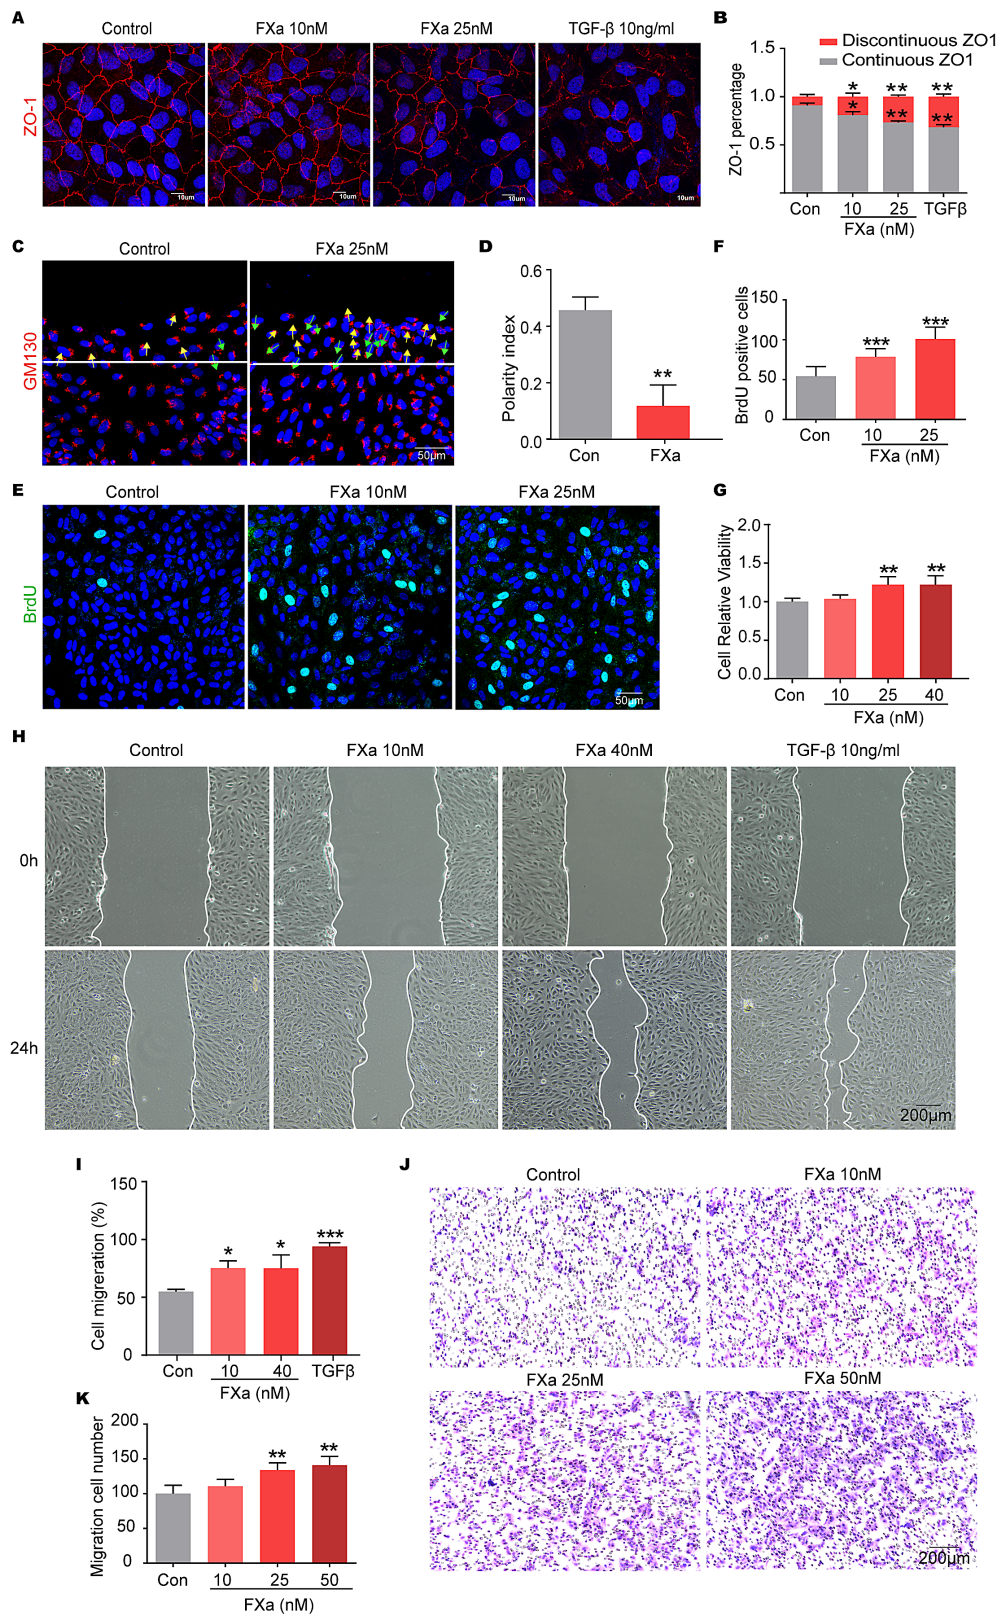 A
Control
FXa 10nM
FXa 25nM
TGF-β 10ng/ml
ZO-1
10um
10um
10um
10um
B
Discontinuous ZO1
Continuous ZO1
ZO-1 percentage
1.5
1.0
0.5
*
**
**
*
**
**
Con
10
25
TGFβ
FXa (nM)
C
Control
FXa 25nM
GM130
50μm
D
Polarity index
0.6
0.4
0.2
0.0
**
Con
FXa
F
BrdU positive cells
150
100
50
0
***
***
Con
10
25
FXa (nM)
E
Control
FXa 10nM
FXa 25nM
BrdU
50μm
G
Cell Relative Viability
2.0
1.5
1.0
0.5
0.0
**
**
Con
10
25
40
FXa (nM)
H
Control
FXa 10nM
FXa 40nM
TGF-β 10ng/ml
0h
24h
200μm
I
Cell migreration (%)
150
100
50
0
*
*
***
Con
10
40
TGFβ
FXa (nM)
J
Control
FXa 10nM
FXa 25nM
FXa 50nM
200μm
K
Migration cell number
200
150
100
50
0
**
**
Con
10
25
50
FXa (nM)